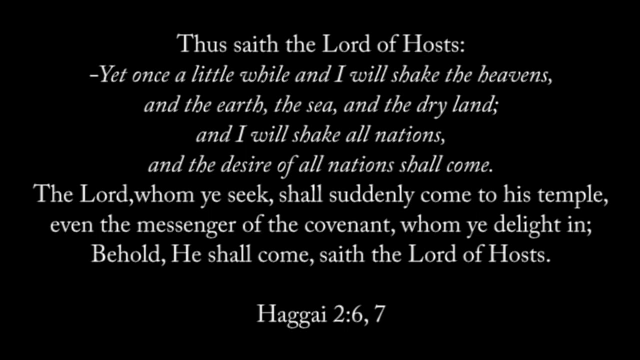 Thus saith the Lord of Hosts:
-Yet once a little while and I will shake the heavens,
and the earth, the sea, and the dry land;
and I will shake all nations,
and the desire of all nations shall come.
The Lord,whom ye seek, shall suddenly come to his temple,
even the messenger of the covenant, whom ye delight in;
Behold, He shall come, saith the Lord of Hosts.
Haggai 2:6, 7